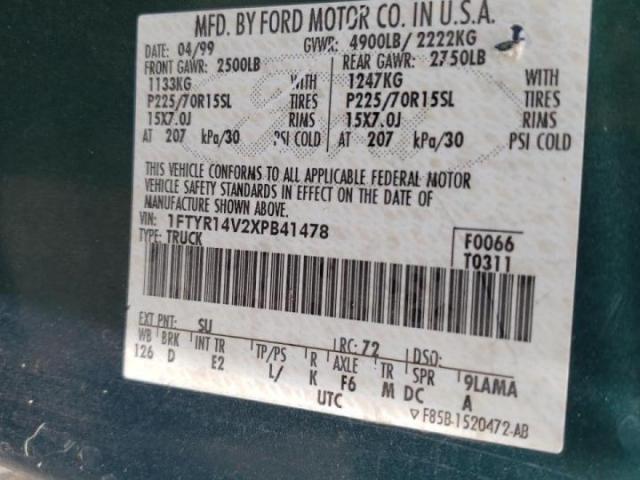 MFD. BY FORD MOTOR CO. IN U.S.A.
DATE: 04/99 GVWR: 4900LB/ 2222KG
FRONT GAWR: 2500LB REAR GAWR: 2750LB
1133KG WITH 1247KG WITH
P225/70R15SL TIRES P225/70R15SL TIRES
15X7.0J RIMS 15X7.0J RIMS
AT 207 kPa/30 PSI COLD AT 207 kPa/30 PSI COLD
THIS VEHICLE CONFORMS TO ALL APPLICABLE FEDERAL MOTOR
VEHICLE SAFETY STANDARDS IN EFFECT ON THE DATE OF
MANUFACTURE SHOWN ABOVE.
VIN: 1FTYR14V2XPB41478 F0066
TYPE: TRUCK T0311
EXT PNT: SU RC: 72 DSO:
WB BRK INT TR TP/PS R AXLE TR SPR 9LAMA
126 D E2 L/ K F6 M DC A
UTC ▽F85B-1520472-AB